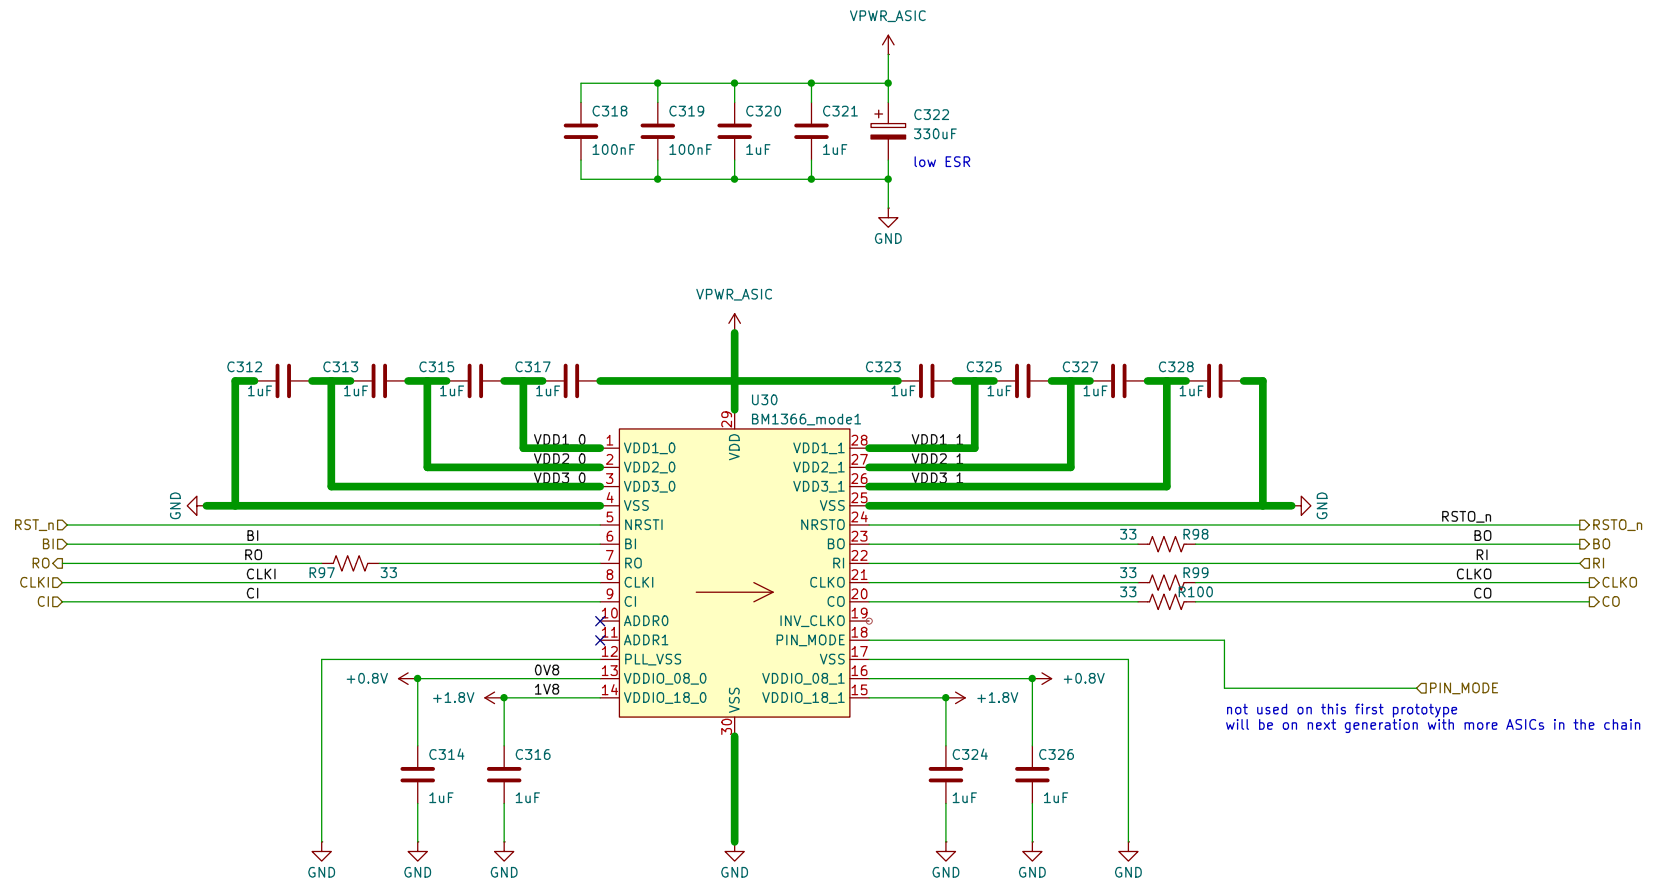 VPWR_ASIC
C318
C319
C320
C321
C322
330uF
100nF
100nF
1uF
1uF
low ESR
GND
VPWR_ASIC
C312
C313
C315
C317
C323
C325
C327
C328
1uF
1uF
1uF
1uF
1uF
1uF
1uF
1uF
U30
BM1366_mode1
29
VDD
VDD1_0
1
VDD1_0
VDD1_1
28
VDD1_1
VDD2_0
2
VDD2_0
VDD2_1
27
VDD2_1
VDD3_0
3
VDD3_0
VDD3_1
26
VDD3_1
GND
4
VSS
VSS
25
GND
RST_n
5
NRSTI
NRSTO
24
RSTO_n
RSTO_n
BI
BI
6
BI
BO
23
33
R98
BO
BO
RO
RO
R97
33
7
RO
RI
22
RI
RI
CLKI
CLKI
8
CLKI
CLKO
21
33
R99
CLKO
CLKO
CI
CI
9
CI
CO
20
33
R100
CO
CO
10
ADDR0
INV_CLKO
19
11
ADDR1
PIN_MODE
18
12
PLL_VSS
VSS
17
+0.8V
0V8
13
VDDIO_08_0
VDDIO_08_1
16
+0.8V
+1.8V
1V8
14
VDDIO_18_0
VDDIO_18_1
15
+1.8V
PIN_MODE
VSS
30
not used on this first prototype
will be on next generation with more ASICs in the chain
C314
C316
C324
C326
1uF
1uF
1uF
1uF
GND
GND
GND
GND
GND
GND
GND